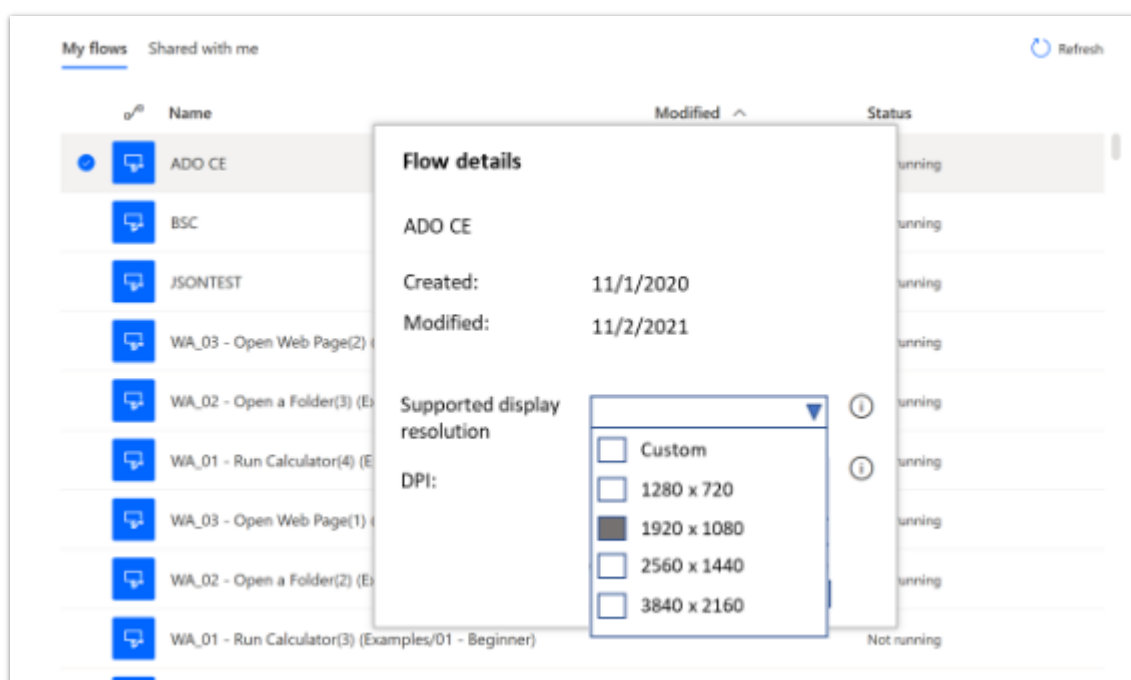 My flows Shared with me Refresh
Name Modified Status
ADO CE
BSC
JSONTEST
WA_03 - Open Web Page(2)
WA_02 - Open a Folder(3) (E
WA_01 - Run Calculator(4) (E
WA_03 - Open Web Page(1)
WA_02 - Open a Folder(2) (E
WA_01 - Run Calculator(3) (Examples/01 - Beginner) Not running
Flow details
ADO CE
Created: 11/1/2020
Modified: 11/2/2021
Supported display
resolution
Custom
1280 x 720
1920 x 1080
2560 x 1440
3840 x 2160
DPI:
unning
unning
unning
unning
unning
unning
unning
unning